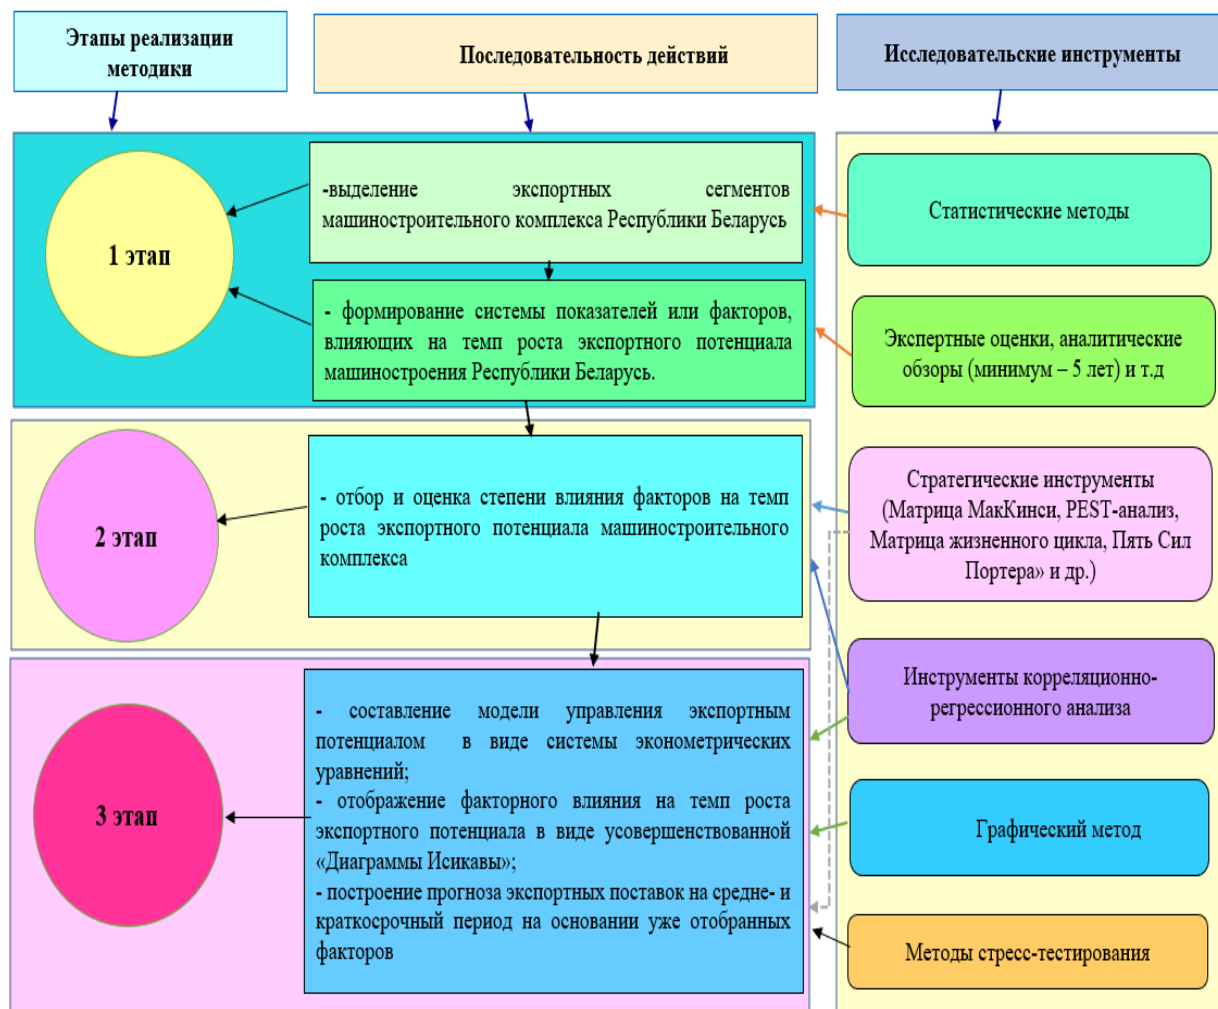 Этапы реализации
методики
Последовательность действий
Исследовательские инструменты
1 этап
-выделение экспортных сегментов
машиностроительного комплекса Республики Беларусь
- формирование системы показателей или факторов,
влияющих на темп роста экспортного потенциала
машиностроения Республики Беларусь.
Статистические методы
Экспертные оценки, аналитические
обзоры (минимум – 5 лет) и т.д
2 этап
- отбор и оценка степени влияния факторов на темп
роста экспортного потенциала машиностроительного
комплекса
Стратегические инструменты
(Матрица МакКинси, PEST-анализ,
Матрица жизненного цикла, Пять Сил
Портера» и др.)
Инструменты корреляционно-
регрессионного анализа
3 этап
- составление модели управления экспортным
потенциалом в виде системы эконометрических
уравнений;
- отображение факторного влияния на темп роста
экспортного потенциала в виде усовершенствованной
«Диаграммы Исикавы»;
- построение прогноза экспортных поставок на средне- и
краткосрочный период на основании уже отобранных
факторов
Графический метод
Методы стресс-тестирования